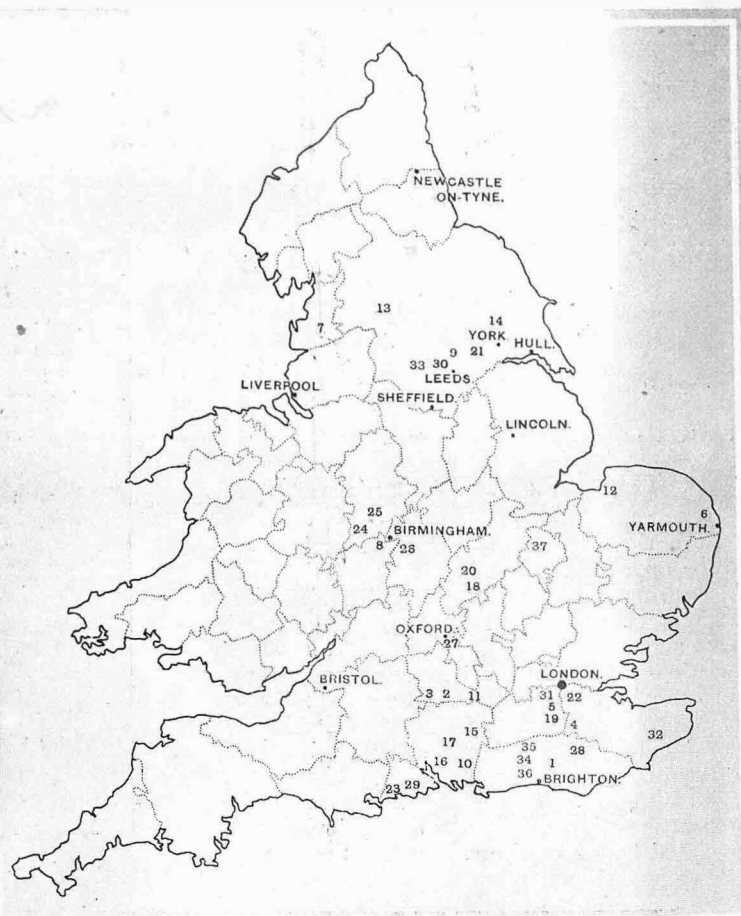 NEWCASTLE
ON-TYNE.
13
14
7
YORK
HULL.
9
21
33
30
LEEDS.
LIVERPOOL
SHEFFIELD.
LINCOLN.
12
6
25
YARMOUTH.
24
BIRMINGHAM.
8
26
37
20
18
OXFORD.
27
LONDON.
BRISTOL.
3
2
11
31
22
5
19
4
15
32
17
35
28
16
10
34
1
36
BRIGHTON.
23
29